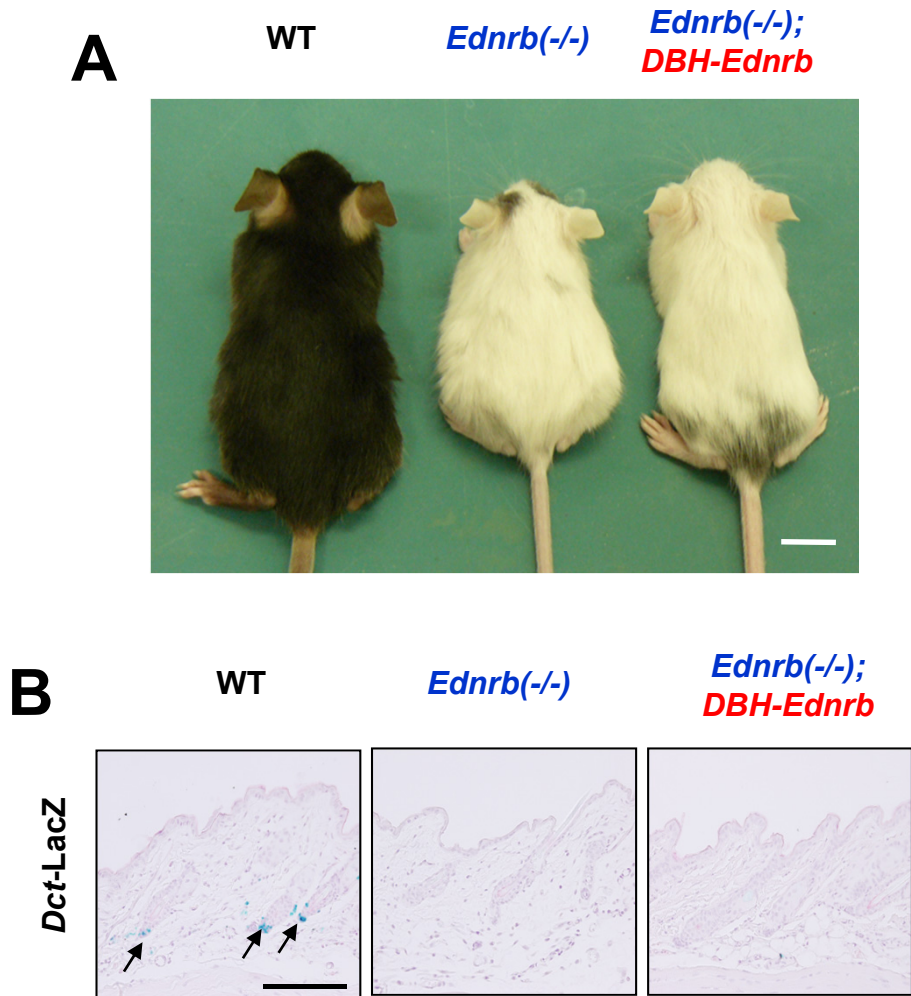 A
WT
Ednrb(-/-)
Ednrb(-/-);
DBH-Ednrb
B
WT
Ednrb(-/-)
Ednrb(-/-);
DBH-Ednrb
Dct-LacZ